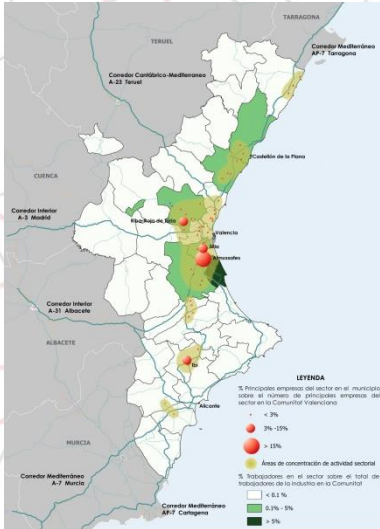 TARRAGONA
TERUEL
Corredor Mediterráneo
AP-7 Tarragona
Corredor Cantábrico-Mediterraneo
A-23 Teruel
Castellón de la Plana
CUENCA
Corredor Interior
A-3 Madrid
Riba-Roja de Túria
Valencia
Silla
Almussafes
Corredor Interior
A-31 Albacete
ALBACETE
Ibi
Alicante
MURCIA
Corredor Mediterráneo
A-7 Murcia
Corredor Mediterráneo
AP-7 Cartagena
LEYENDA
% Principales empresas del sector en el municipio
sobre el número de principales empresas del
sector en la Comunitat Valenciana
< 3%
3% -15%
> 15%
Áreas de concentración de actividad sectorial
% Trabajadores en el sector sobre el total de
trabajadores de la industria en la Comunitat
< 0.1 %
0.1% - 5%
> 5%